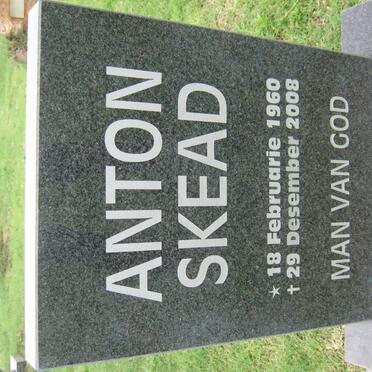 ANTON
SKEAD
* 18 Februarie 1960
† 29 Desember 2008
MAN VAN GOD